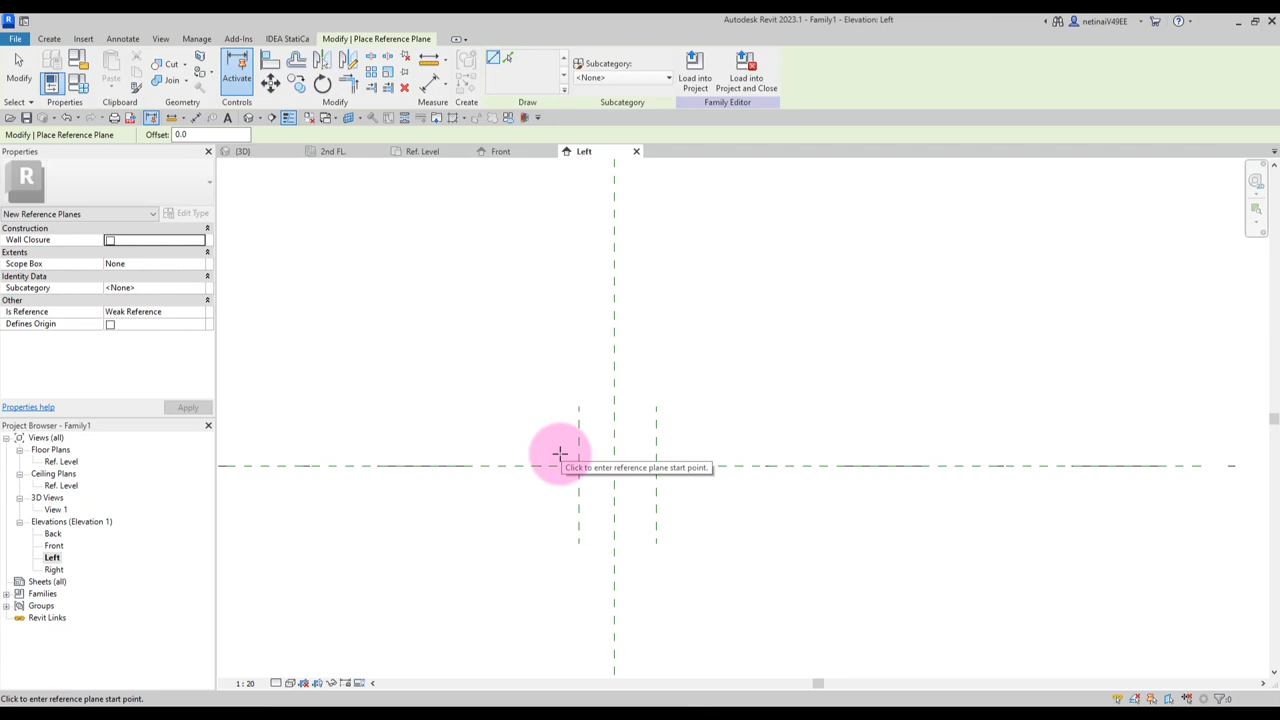 Autodesk Revit 2023.1 - Family1 - Elevation: Left
netinaiV49EE
File Create Insert Annotate View Manage Add-Ins IDEA StatiCa Modify | Place Reference Plane
Modify
Paste
Cut
Join
Activate
Subcategory:
<None>
Load into
Project
Load into
Project and Close
Select Properties Clipboard Geometry Controls Modify Measure Create Draw Subcategory Family Editor
Modify | Place Reference Plane Offset: 0.0
Properties
{3D} 2nd FL. Ref. Level Front Left
R
New Reference Planes Edit Type
Construction
Wall Closure
Extents
Scope Box None
Identity Data
Subcategory <None>
Other
Is Reference Weak Reference
Defines Origin
Properties help Apply
Project Browser - Family1
Views (all)
Floor Plans
Ref. Level
Ceiling Plans
Ref. Level
3D Views
View 1
Elevations (Elevation 1)
Back
Front
Left
Right
Sheets (all)
Families
Groups
Revit Links
Click to enter reference plane start point.
1 : 20
Click to enter reference plane start point.
:0